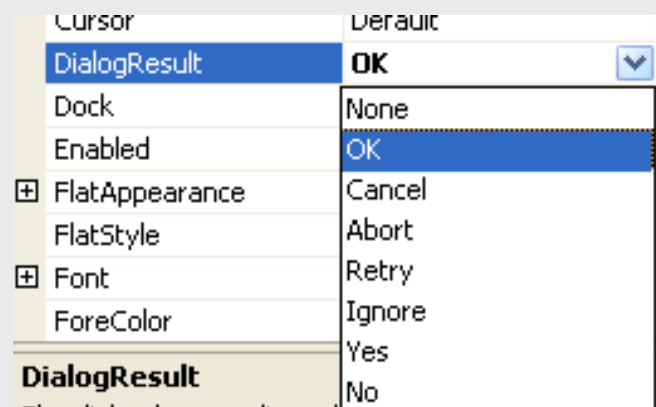 Cursor Default
DialogResult OK
Dock
None
Enabled
OK
FlatAppearance
Cancel
FlatStyle
Abort
Font
Retry
ForeColor
Ignore
Yes
DialogResult
No